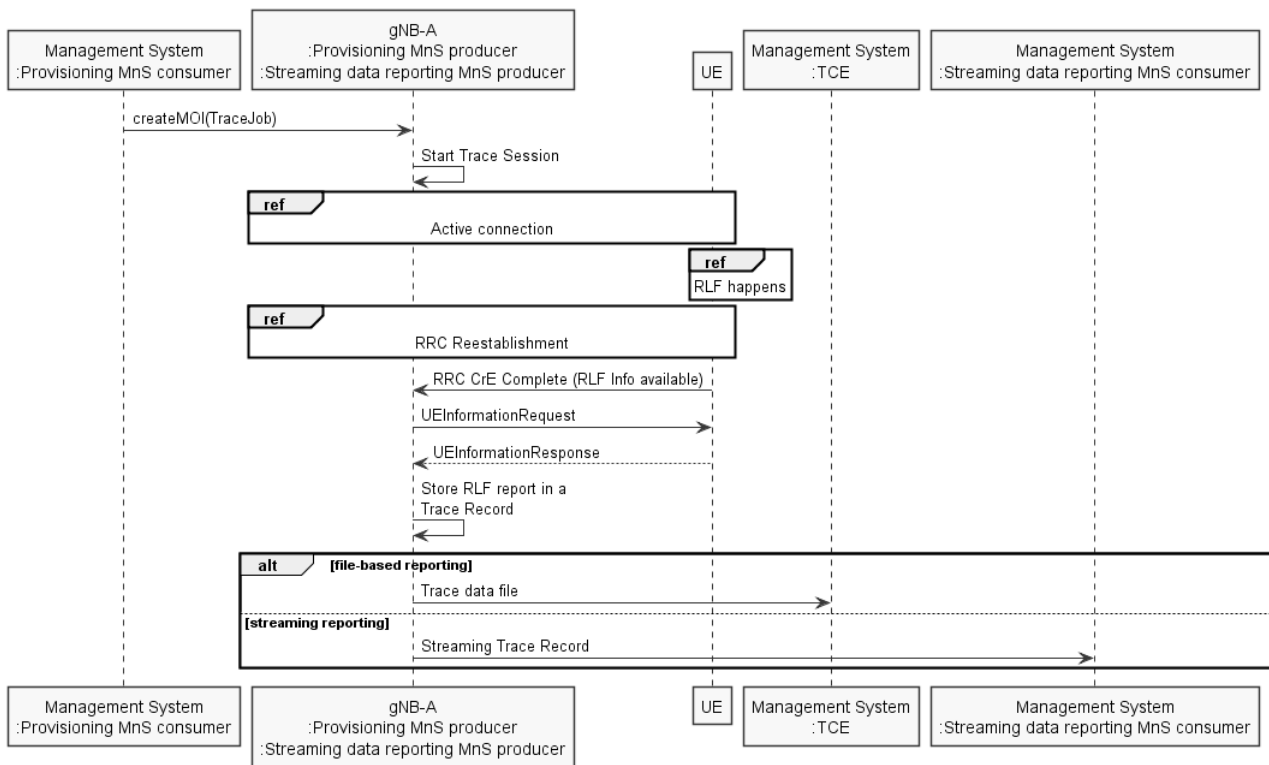 Management System
:Provisioning MnS consumer
gNB-A
:Provisioning MnS producer
:Streaming data reporting MnS producer
UE
Management System
:TCE
Management System
:Streaming data reporting MnS consumer
createMOI(TraceJob)
Start Trace Session
ref
Active connection
ref
RLF happens
ref
RRC Reestablishment
RRC CrE Complete (RLF Info available)
UEInformationRequest
UEInformationResponse
Store RLF report in a
Trace Record
alt [file-based reporting]
Trace data file
[streaming reporting]
Streaming Trace Record
Management System
:Provisioning MnS consumer
gNB-A
:Provisioning MnS producer
:Streaming data reporting MnS producer
UE
Management System
:TCE
Management System
:Streaming data reporting MnS consumer